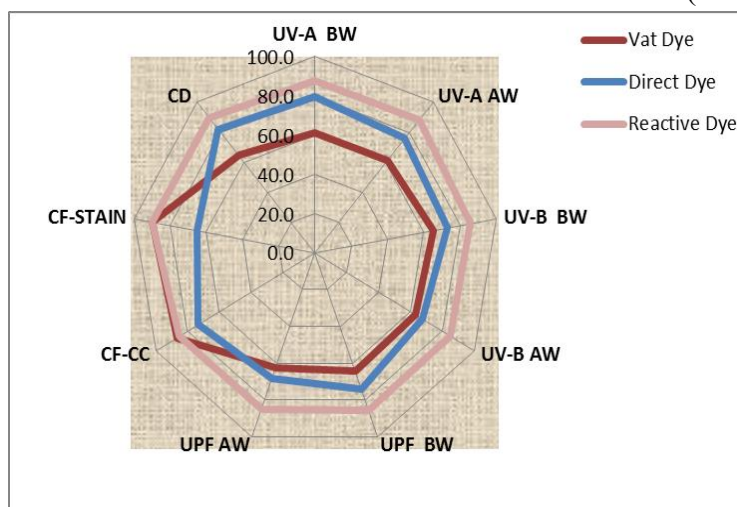 (
UV-A BW
100.0
80.0
60.0
40.0
20.0
0.0
UV-A AW
UV-B BW
UV-B AW
UPF BW
UPF AW
CF-CC
CF-STAIN
CD
Vat Dye
Direct Dye
Reactive Dye